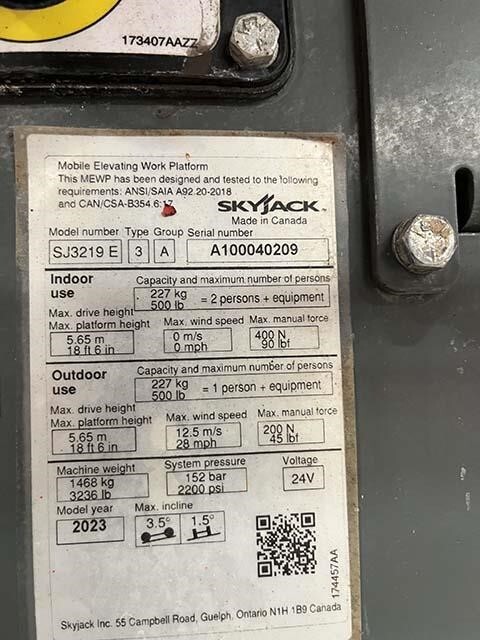 173407AAZZ
Mobile Elevating Work Platform
This MEWP has been designed and tested to the following
requirements: ANSI/SAIA A92.20-2018
and CAN/CSA-B354.6:17
SKYJACK
Made in Canada
Model number Type Group Serial number
SJ3219 E 3 A A100040209
Indoor use
Capacity and maximum number of persons
227 kg
500 lb
= 2 persons + equipment
Max. drive height
Max. platform height Max. wind speed Max. manual force
5.65 m 0 m/s 400 N
18 ft 6 in 0 mph 90 lbf
Outdoor use
Capacity and maximum number of persons
227 kg
500 lb
= 1 person + equipment
Max. drive height
Max. platform height Max. wind speed Max. manual force
5.65 m 12.5 m/s 200 N
18 ft 6 in 28 mph 45 lbf
Machine weight System pressure Voltage
1468 kg 152 bar 24V
3236 lb 2200 psi
Model year Max. incline
2023 3.5° 1.5°
174457AA
Skyjack Inc. 55 Campbell Road, Guelph, Ontario N1H 1B9 Canada